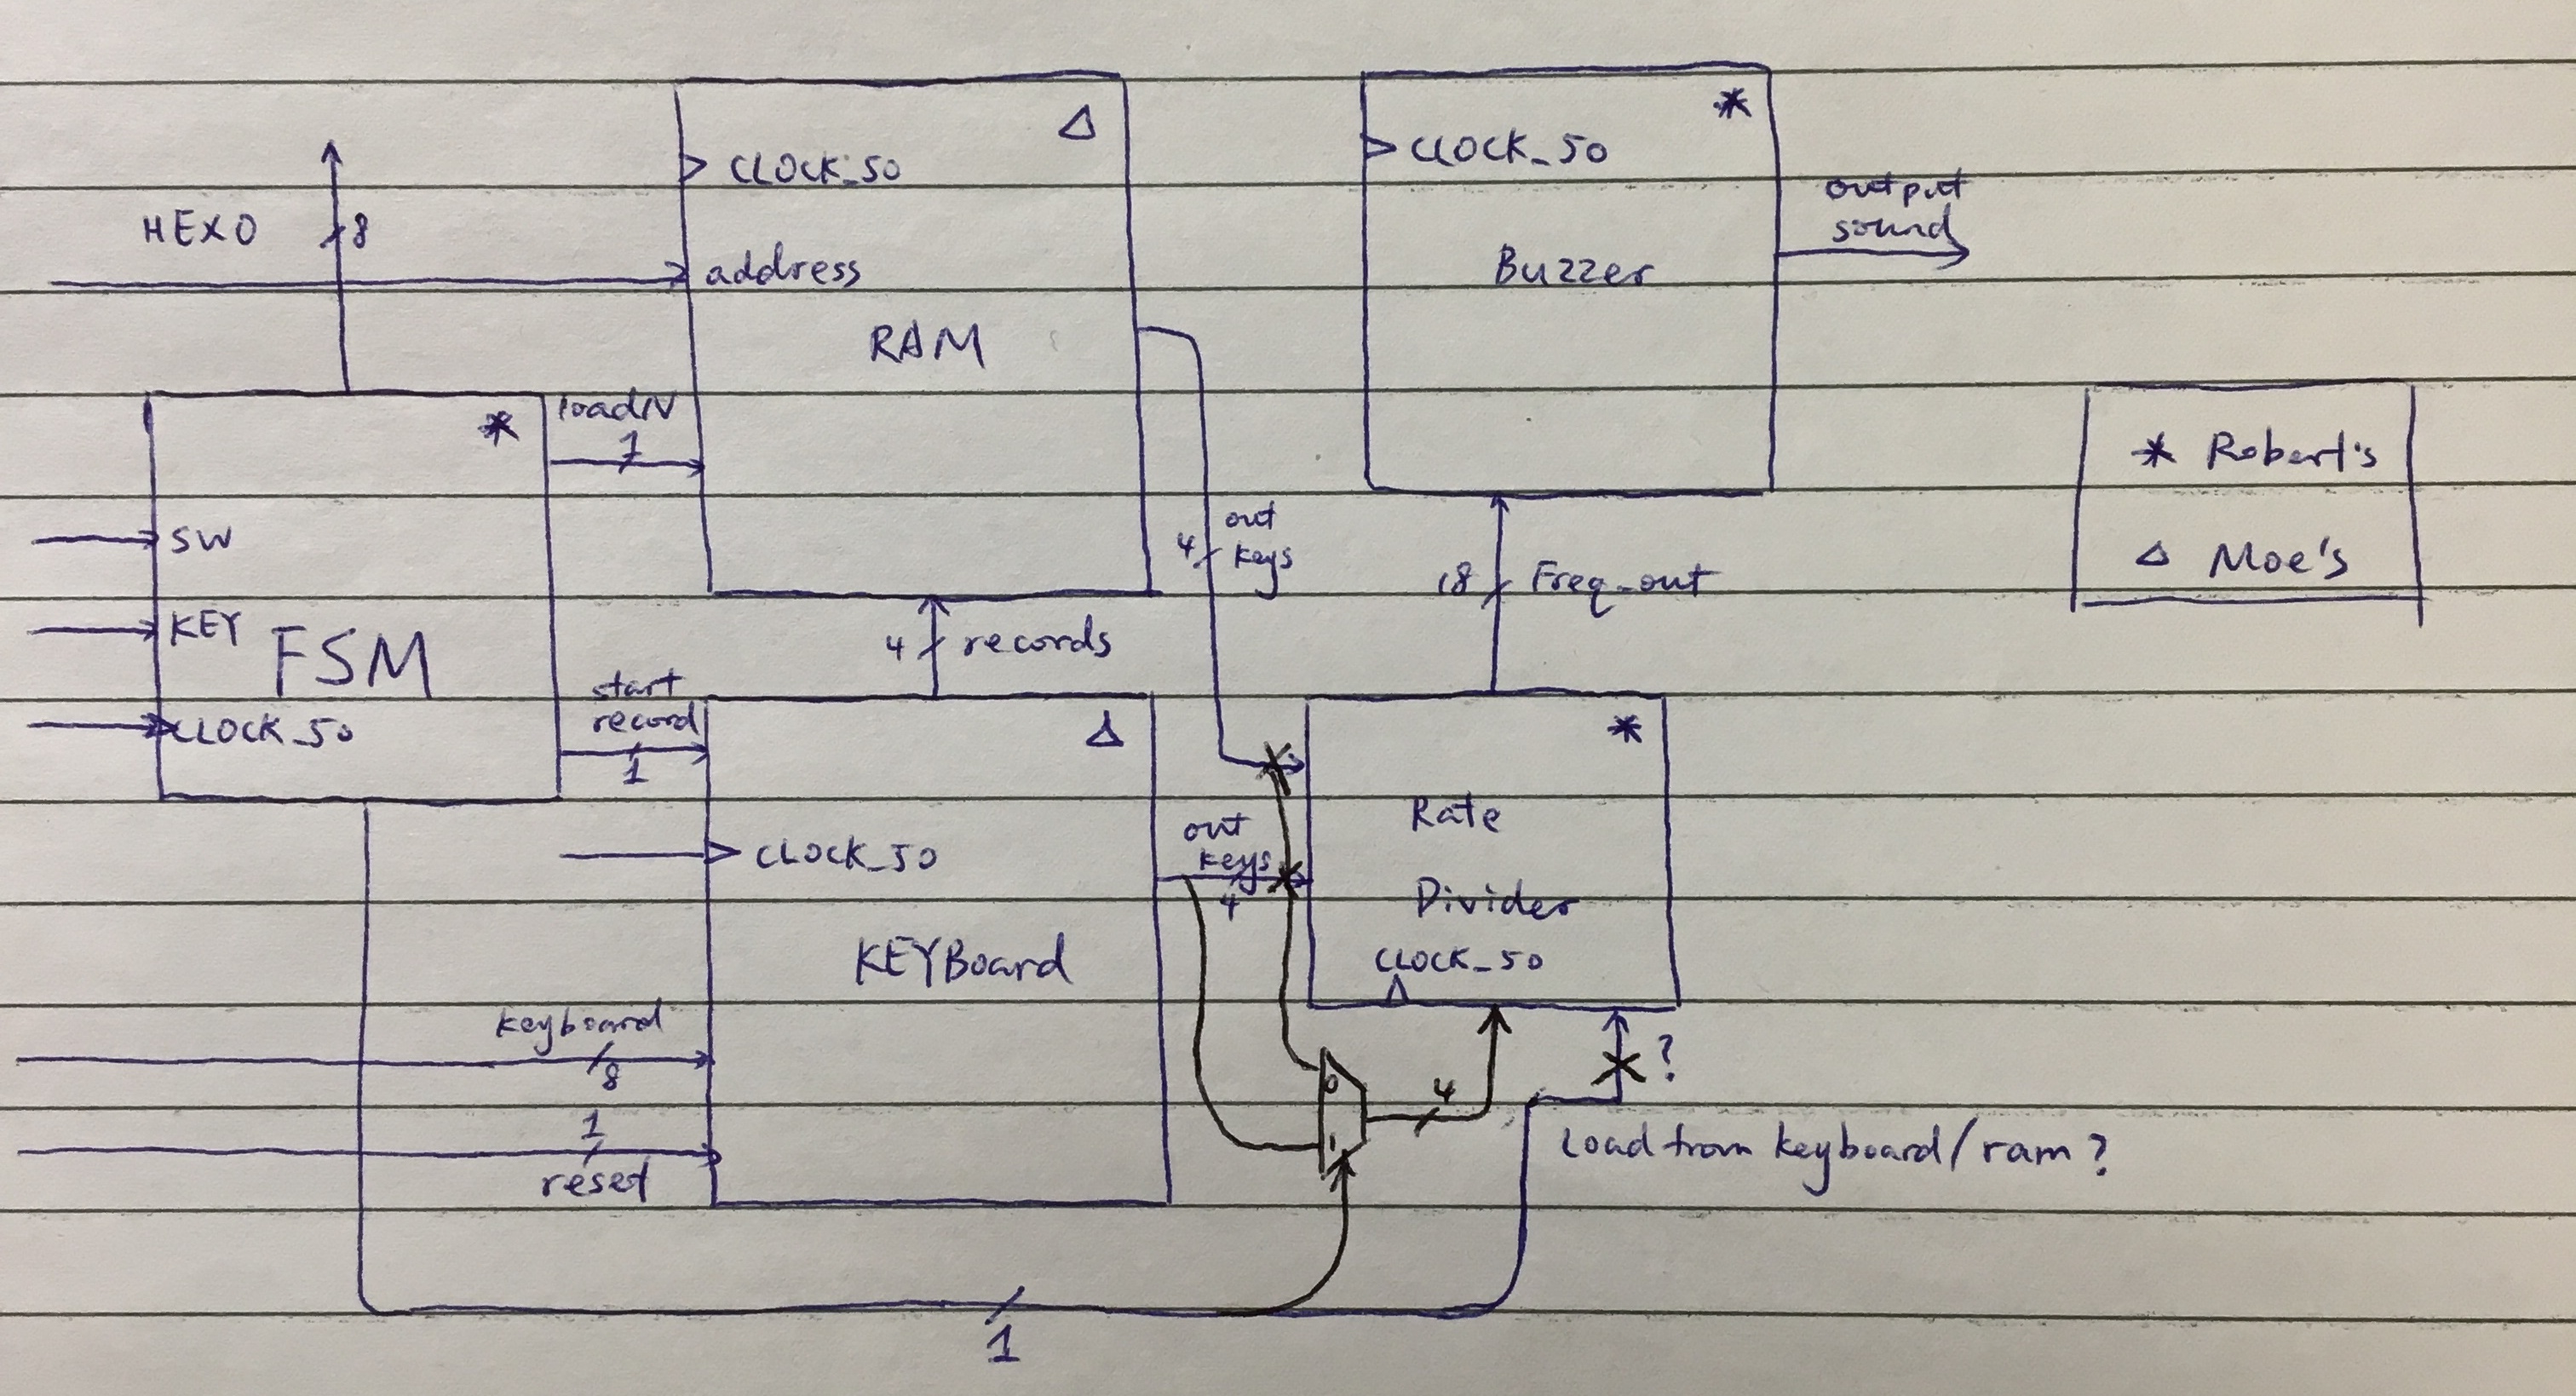 △
*
> CLOCK_50
> CLOCK_50
output
sound
HEX0
8
address
Buzzer
RAM
loadN
1
*
* Robert's
△ Moe's
SW
out
keys
4
18
Freq_out
KEY
FSM
4
records
start
record
1
CLOCK_50
△
*
Rate
Divider
CLOCK_50
out
keys
4
> CLOCK_50
KEYBoard
keyboard
8
?
0
1
4
1
reset
Load from keyboard/ram?
1